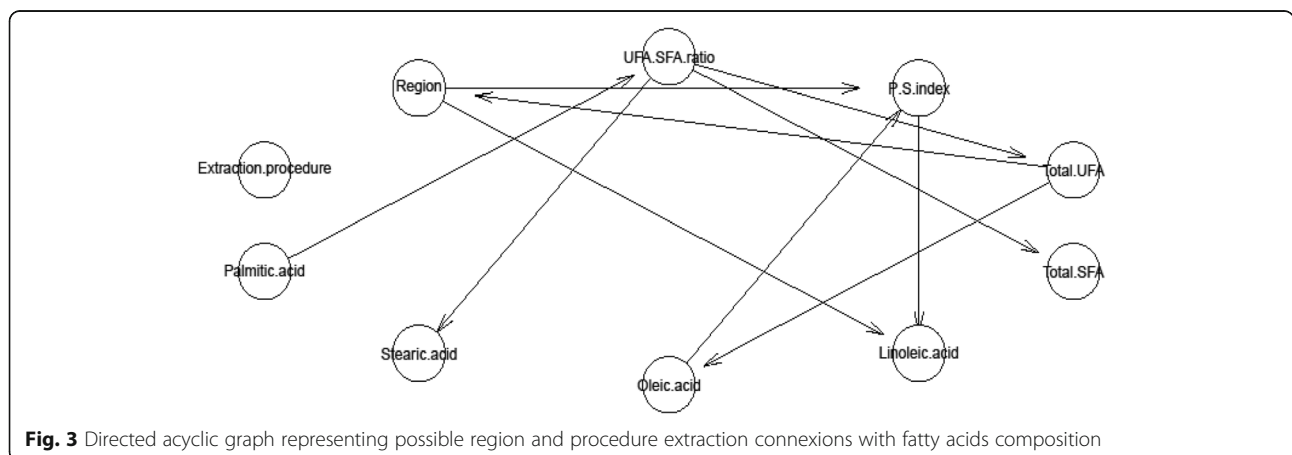 UFA.SFA.ratio
Region
P.S.index
Extraction.procedure
Total.UFA
Palmitic.acid
Total.SFA
Stearic.acid
Linoleic.acid
Oleic.acid
Fig. 3 Directed acyclic graph representing possible region and procedure extraction connexions with fatty acids composition